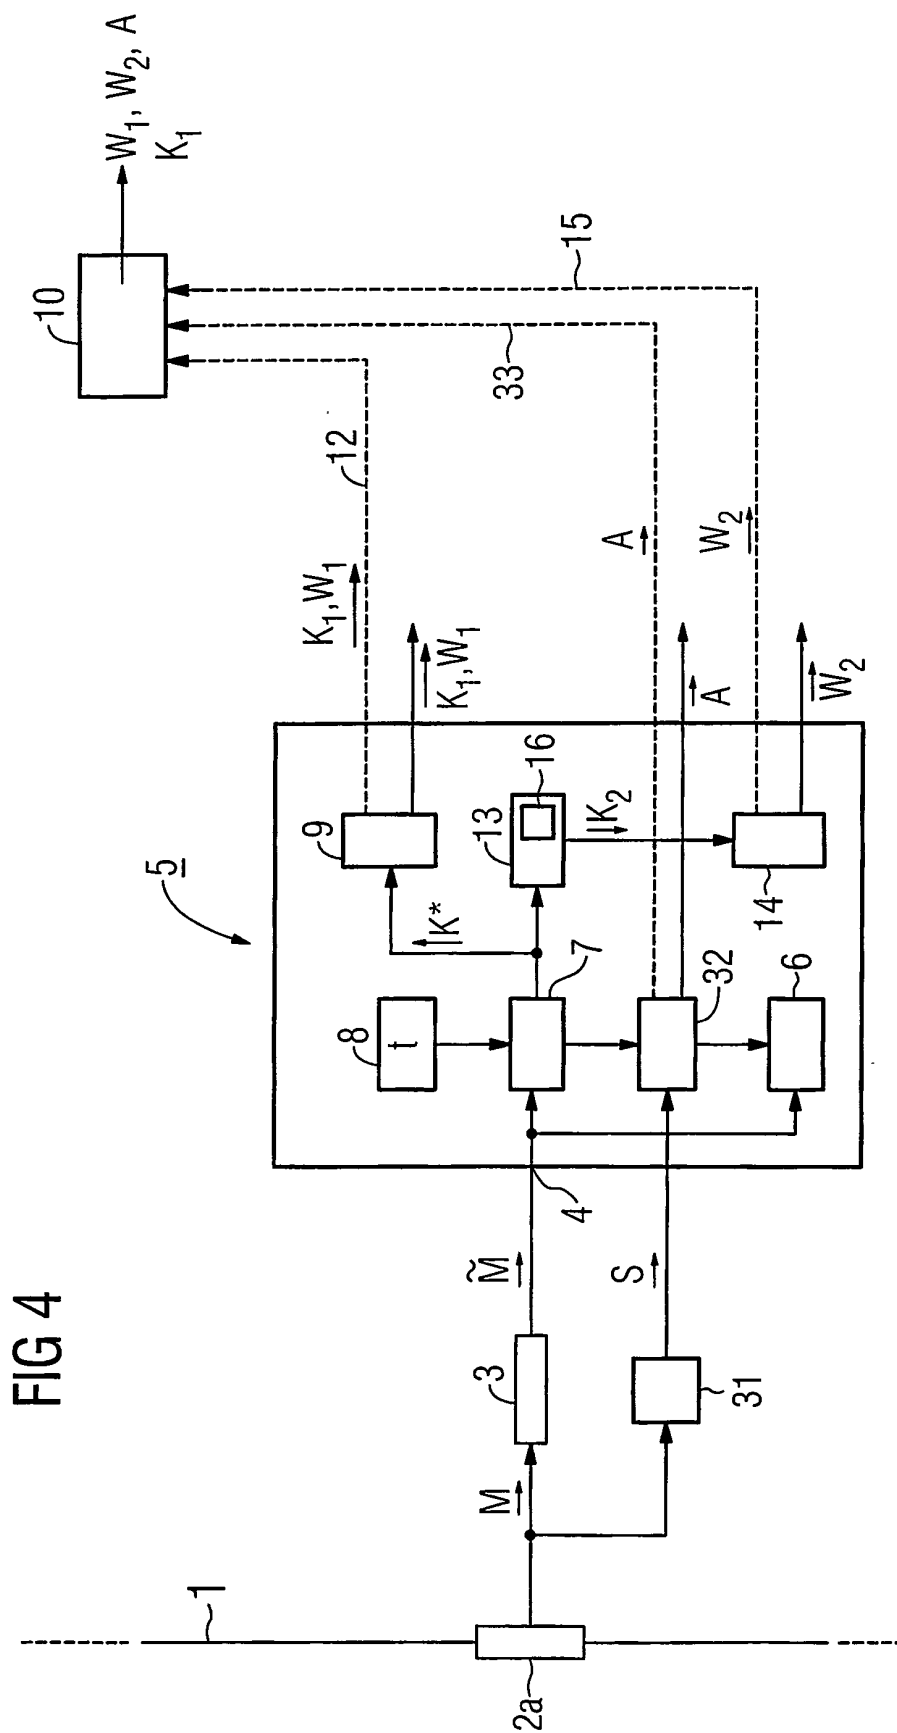 FIG 4
1
2a
M
3
M̃
4
31
S
5
8
t
7
32
6
K*
9
13
16
K₂
14
K₁,W₁
K₁,W₁
12
A
A
33
W₂
W₂
15
10
W₁, W₂, A
K₁